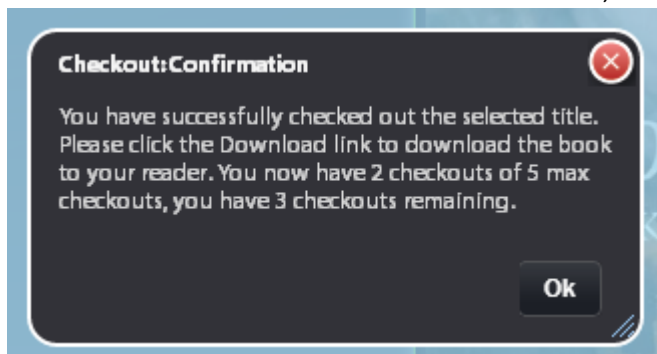 Checkout:Confirmation
You have successfully checked out the selected title.
Please click the Download link to download the book
to your reader. You now have 2 checkouts of 5 max
checkouts, you have 3 checkouts remaining.
Ok